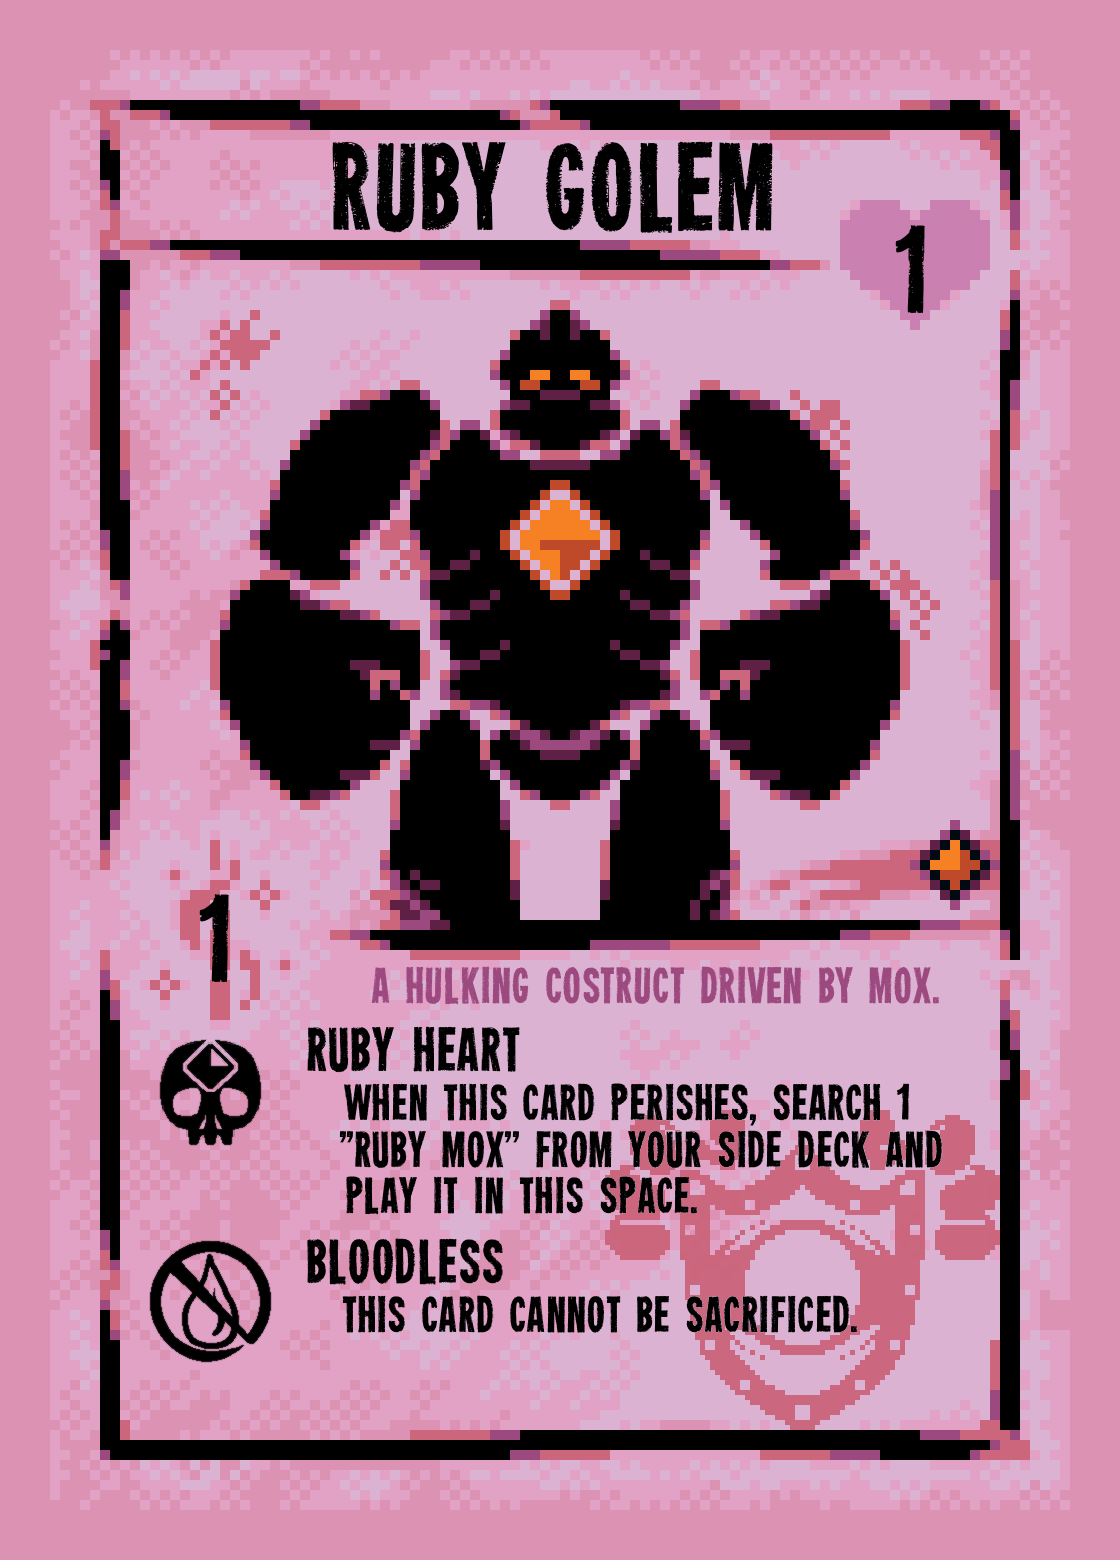 RUBY GOLEM
1
1
A HULKING COSTRUCT DRIVEN BY MOX.
RUBY HEART
WHEN THIS CARD PERISHES, SEARCH 1
"RUBY MOX" FROM YOUR SIDE DECK AND
PLAY IT IN THIS SPACE.
BLOODLESS
THIS CARD CANNOT BE SACRIFICED.